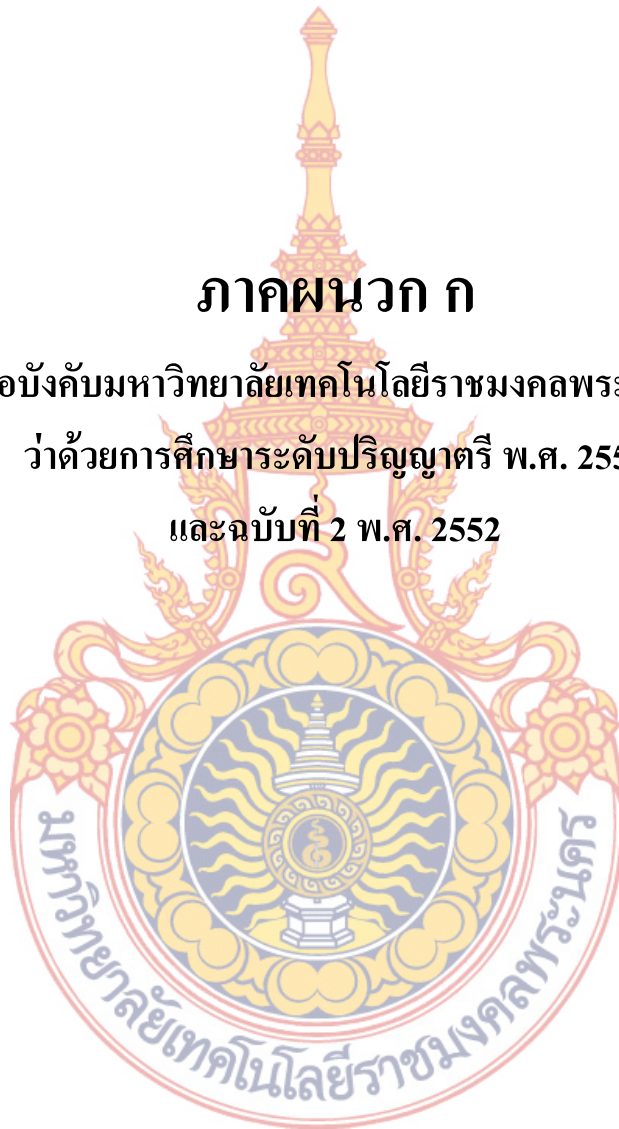 ภาคผนวก ก
อบังคับมหาวิทยาลัยเทคโนโลยีราชมงคลพระ
ว่าด้วยการศึกษาระดับปริญญาตรี พ.ศ. 255
และฉบับที่ 2 พ.ศ. 2552
มหาวิทยาลัยเทคโนโลยีราชมงคลพระนคร